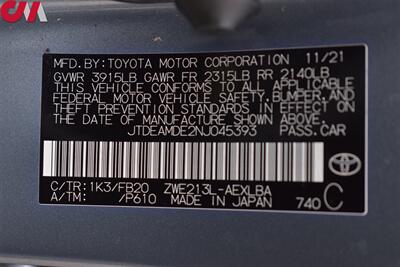 CM
MFD. BY: TOYOTA MOTOR CORPORATION 11/21
GVWR 3915LB GAWR FR 2315LB RR 2140LB
THIS VEHICLE CONFORMS TO ALL APPLICABLE
FEDERAL MOTOR VEHICLE SAFETY, BUMPER, AND
THEFT PREVENTION STANDARDS IN EFFECT ON
THE DATE OF MANUFACTURE SHOWN ABOVE.
JTDEAMDE2NJ045393 PASS.CAR
C/TR: 1K3/FB20 ZWE213L-AEXLBA
A/TM: /P610 MADE IN JAPAN 740 C